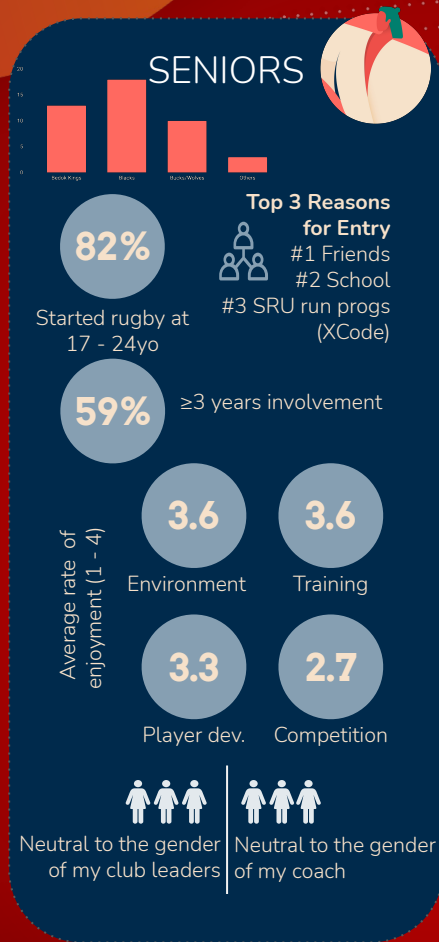 SENIORS
20
15
10
5
0
Beduk Kings
Blacks
Bucks/Wolves
Others
Top 3 Reasons
for Entry
#1 Friends
#2 School
#3 SRU run progs
(XCode)
82%
Started rugby at
17 - 24yo
59%
≥3 years involvement
Average rate of
enjoyment (1 - 4)
3.6
Environment
3.6
Training
3.3
Player dev.
2.7
Competition
Neutral to the gender
of my club leaders
Neutral to the gender
of my coach